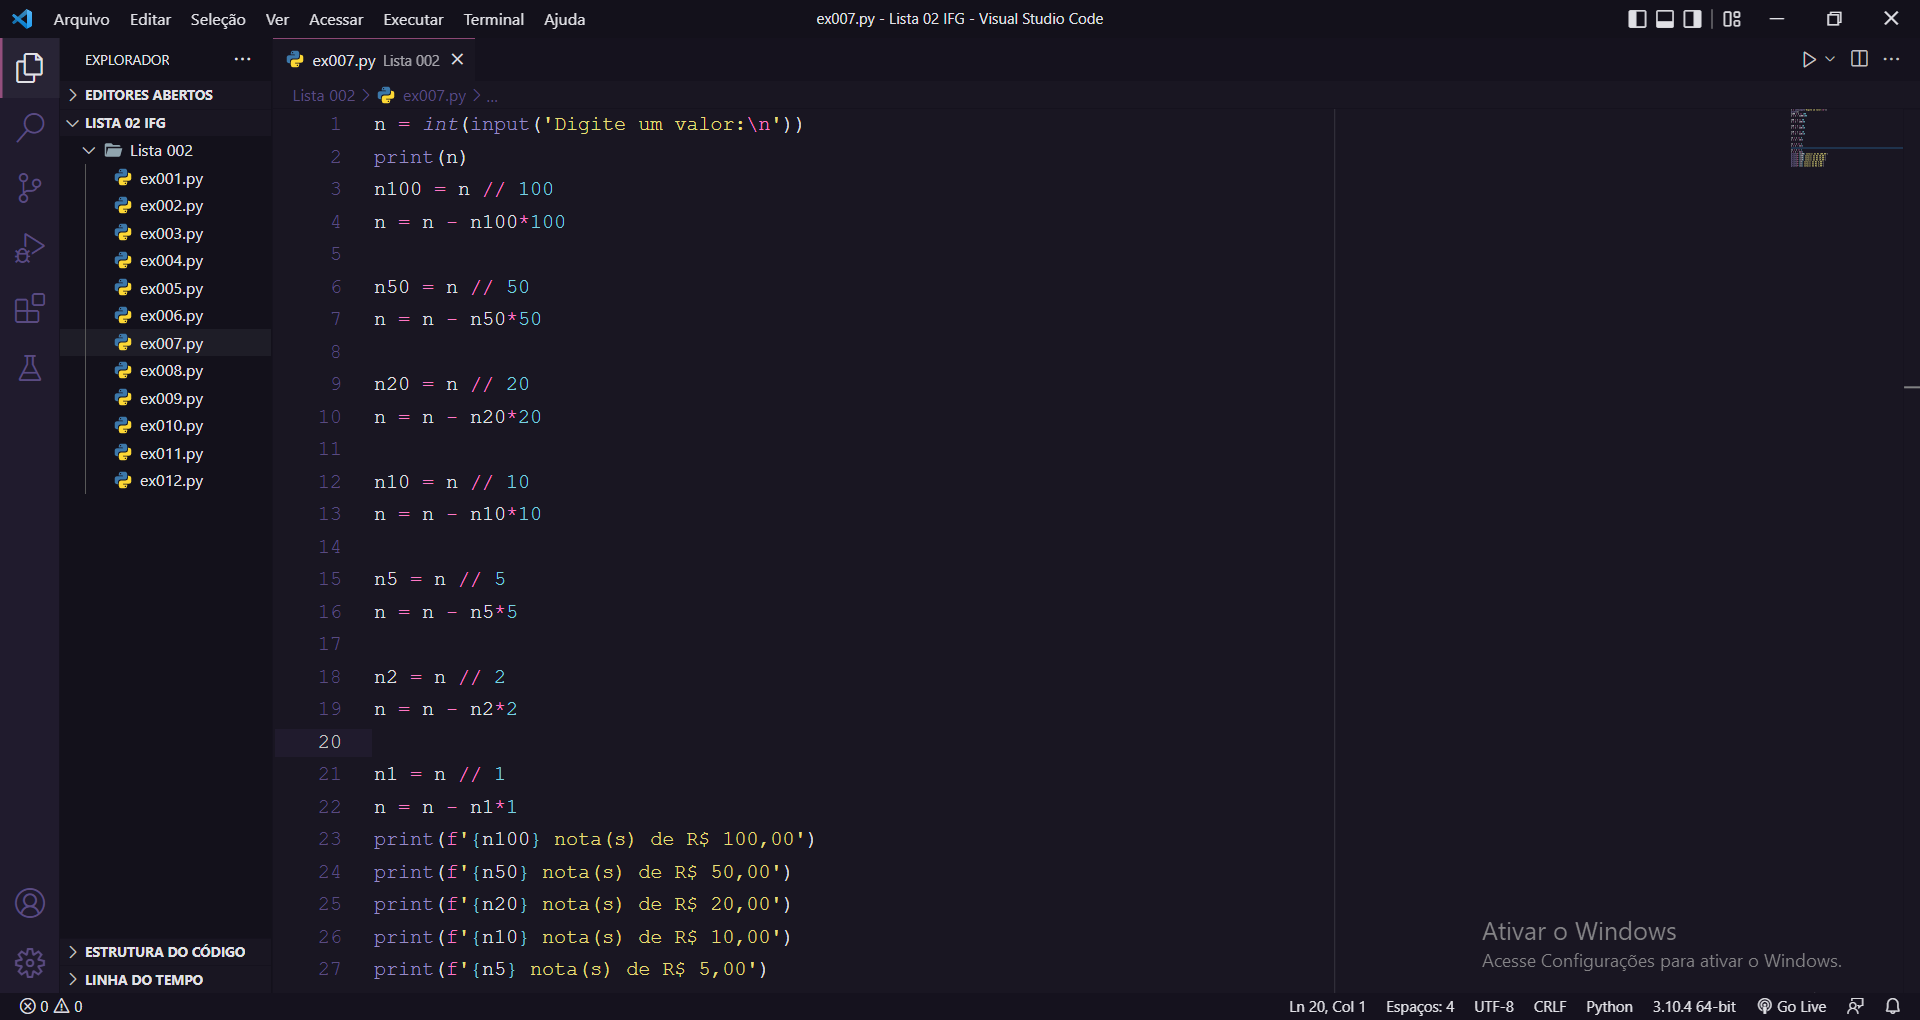 Arquivo Editar Seleção Ver Acessar Executar Terminal Ajuda
ex007.py - Lista 02 IFG - Visual Studio Code
EXPLORADOR
EDITORES ABERTOS
LISTA 02 IFG
Lista 002
ex001.py
ex002.py
ex003.py
ex004.py
ex005.py
ex006.py
ex007.py
ex008.py
ex009.py
ex010.py
ex011.py
ex012.py
ESTRUTURA DO CÓDIGO
LINHA DO TEMPO
ex007.py Lista 002
Lista 002 > ex007.py > ...
1 n = int(input('Digite um valor:\n'))
2 print(n)
3 n100 = n // 100
4 n = n - n100*100
5
6 n50 = n // 50
7 n = n - n50*50
8
9 n20 = n // 20
10 n = n - n20*20
11
12 n10 = n // 10
13 n = n - n10*10
14
15 n5 = n // 5
16 n = n - n5*5
17
18 n2 = n // 2
19 n = n - n2*2
20
21 n1 = n // 1
22 n = n - n1*1
23 print(f'{n100} nota(s) de R$ 100,00')
24 print(f'{n50} nota(s) de R$ 50,00')
25 print(f'{n20} nota(s) de R$ 20,00')
26 print(f'{n10} nota(s) de R$ 10,00')
27 print(f'{n5} nota(s) de R$ 5,00')
Ativar o Windows
Acesse Configurações para ativar o Windows.
0 0
Ln 20, Col 1 Espaços: 4 UTF-8 CRLF Python 3.10.4 64-bit Go Live